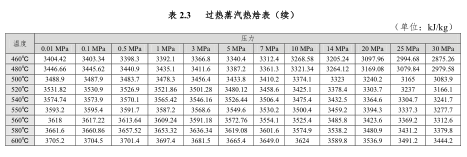 表 2.3　过热蒸汽热焓表（续）
（单位：kJ/kg）
温度 压力
0.01 MPa 0.1 MPa 0.5 MPa 1 MPa 3 MPa 5 MPa 7 MPa 10 MPa 14 MPa 20 MPa 25 MPa 30 MPa
460℃ 3404.42 3403.34 3398.3 3392.1 3366.8 3340.4 3312.4 3268.58 3205.24 3097.96 2994.68 2875.26
480℃ 3446.66 3445.62 3440.9 3435.1 3411.6 3387.2 3361.3 3321.34 3264.12 3169.08 3079.84 2979.58
500℃ 3488.9 3487.9 3483.7 3478.3 3456.4 3433.8 3410.2 3374.1 3323 3240.2 3165 3083.9
520℃ 3531.82 3530.9 3526.9 3521.86 3501.28 3480.12 3458.6 3425.1 3378.4 3303.7 3237 3166.1
540℃ 3574.74 3573.9 3570.1 3565.42 3546.16 3526.44 3506.4 3475.4 3432.5 3364.6 3304.7 3241.7
550℃ 3593.2 3595.4 3591.7 3587.2 3568.6 3549.6 3530.2 3500.4 3459.2 3394.3 3337.3 3277.7
560℃ 3618 3617.22 3613.64 3609.24 3591.18 3572.76 3554.1 3525.4 3485.8 3423.6 3369.2 3312.6
580℃ 3661.6 3660.86 3657.52 3653.32 3636.34 3619.08 3601.6 3574.9 3538.2 3480.9 3431.2 3379.8
600℃ 3705.2 3704.5 3701.4 3697.4 3681.5 3665.4 3649.0 3624 3589.8 3536.9 3491.2 3444.2